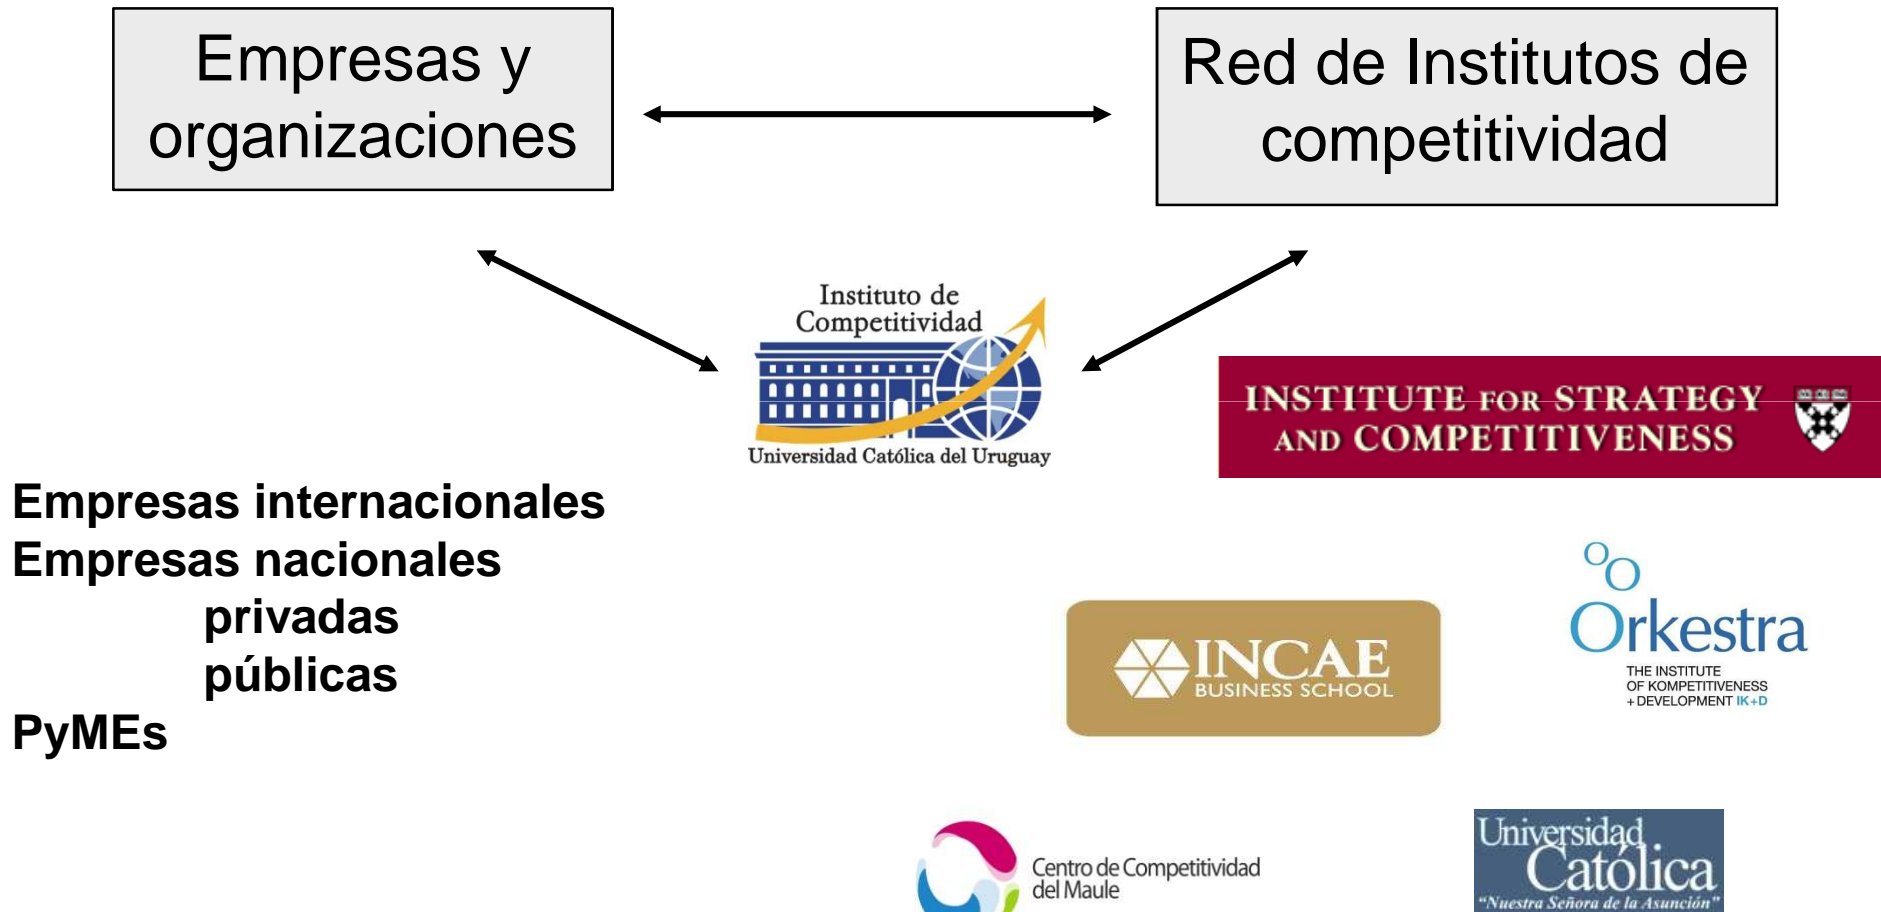 Empresas y
organizaciones
Red de Institutos de
competitividad
Instituto de
Competitividad
Universidad Católica del Uruguay
INSTITUTE FOR STRATEGY
AND COMPETITIVENESS
Empresas internacionales
Empresas nacionales
privadas
públicas
PyMEs
INCAE
BUSINESS SCHOOL
Orkestra
THE INSTITUTE
OF KOMPETITIVENESS
+DEVELOPMENT IK+D
Centro de Competitividad
del Maule
Universidad
Católica
"Nuestra Señora de la Asunción"